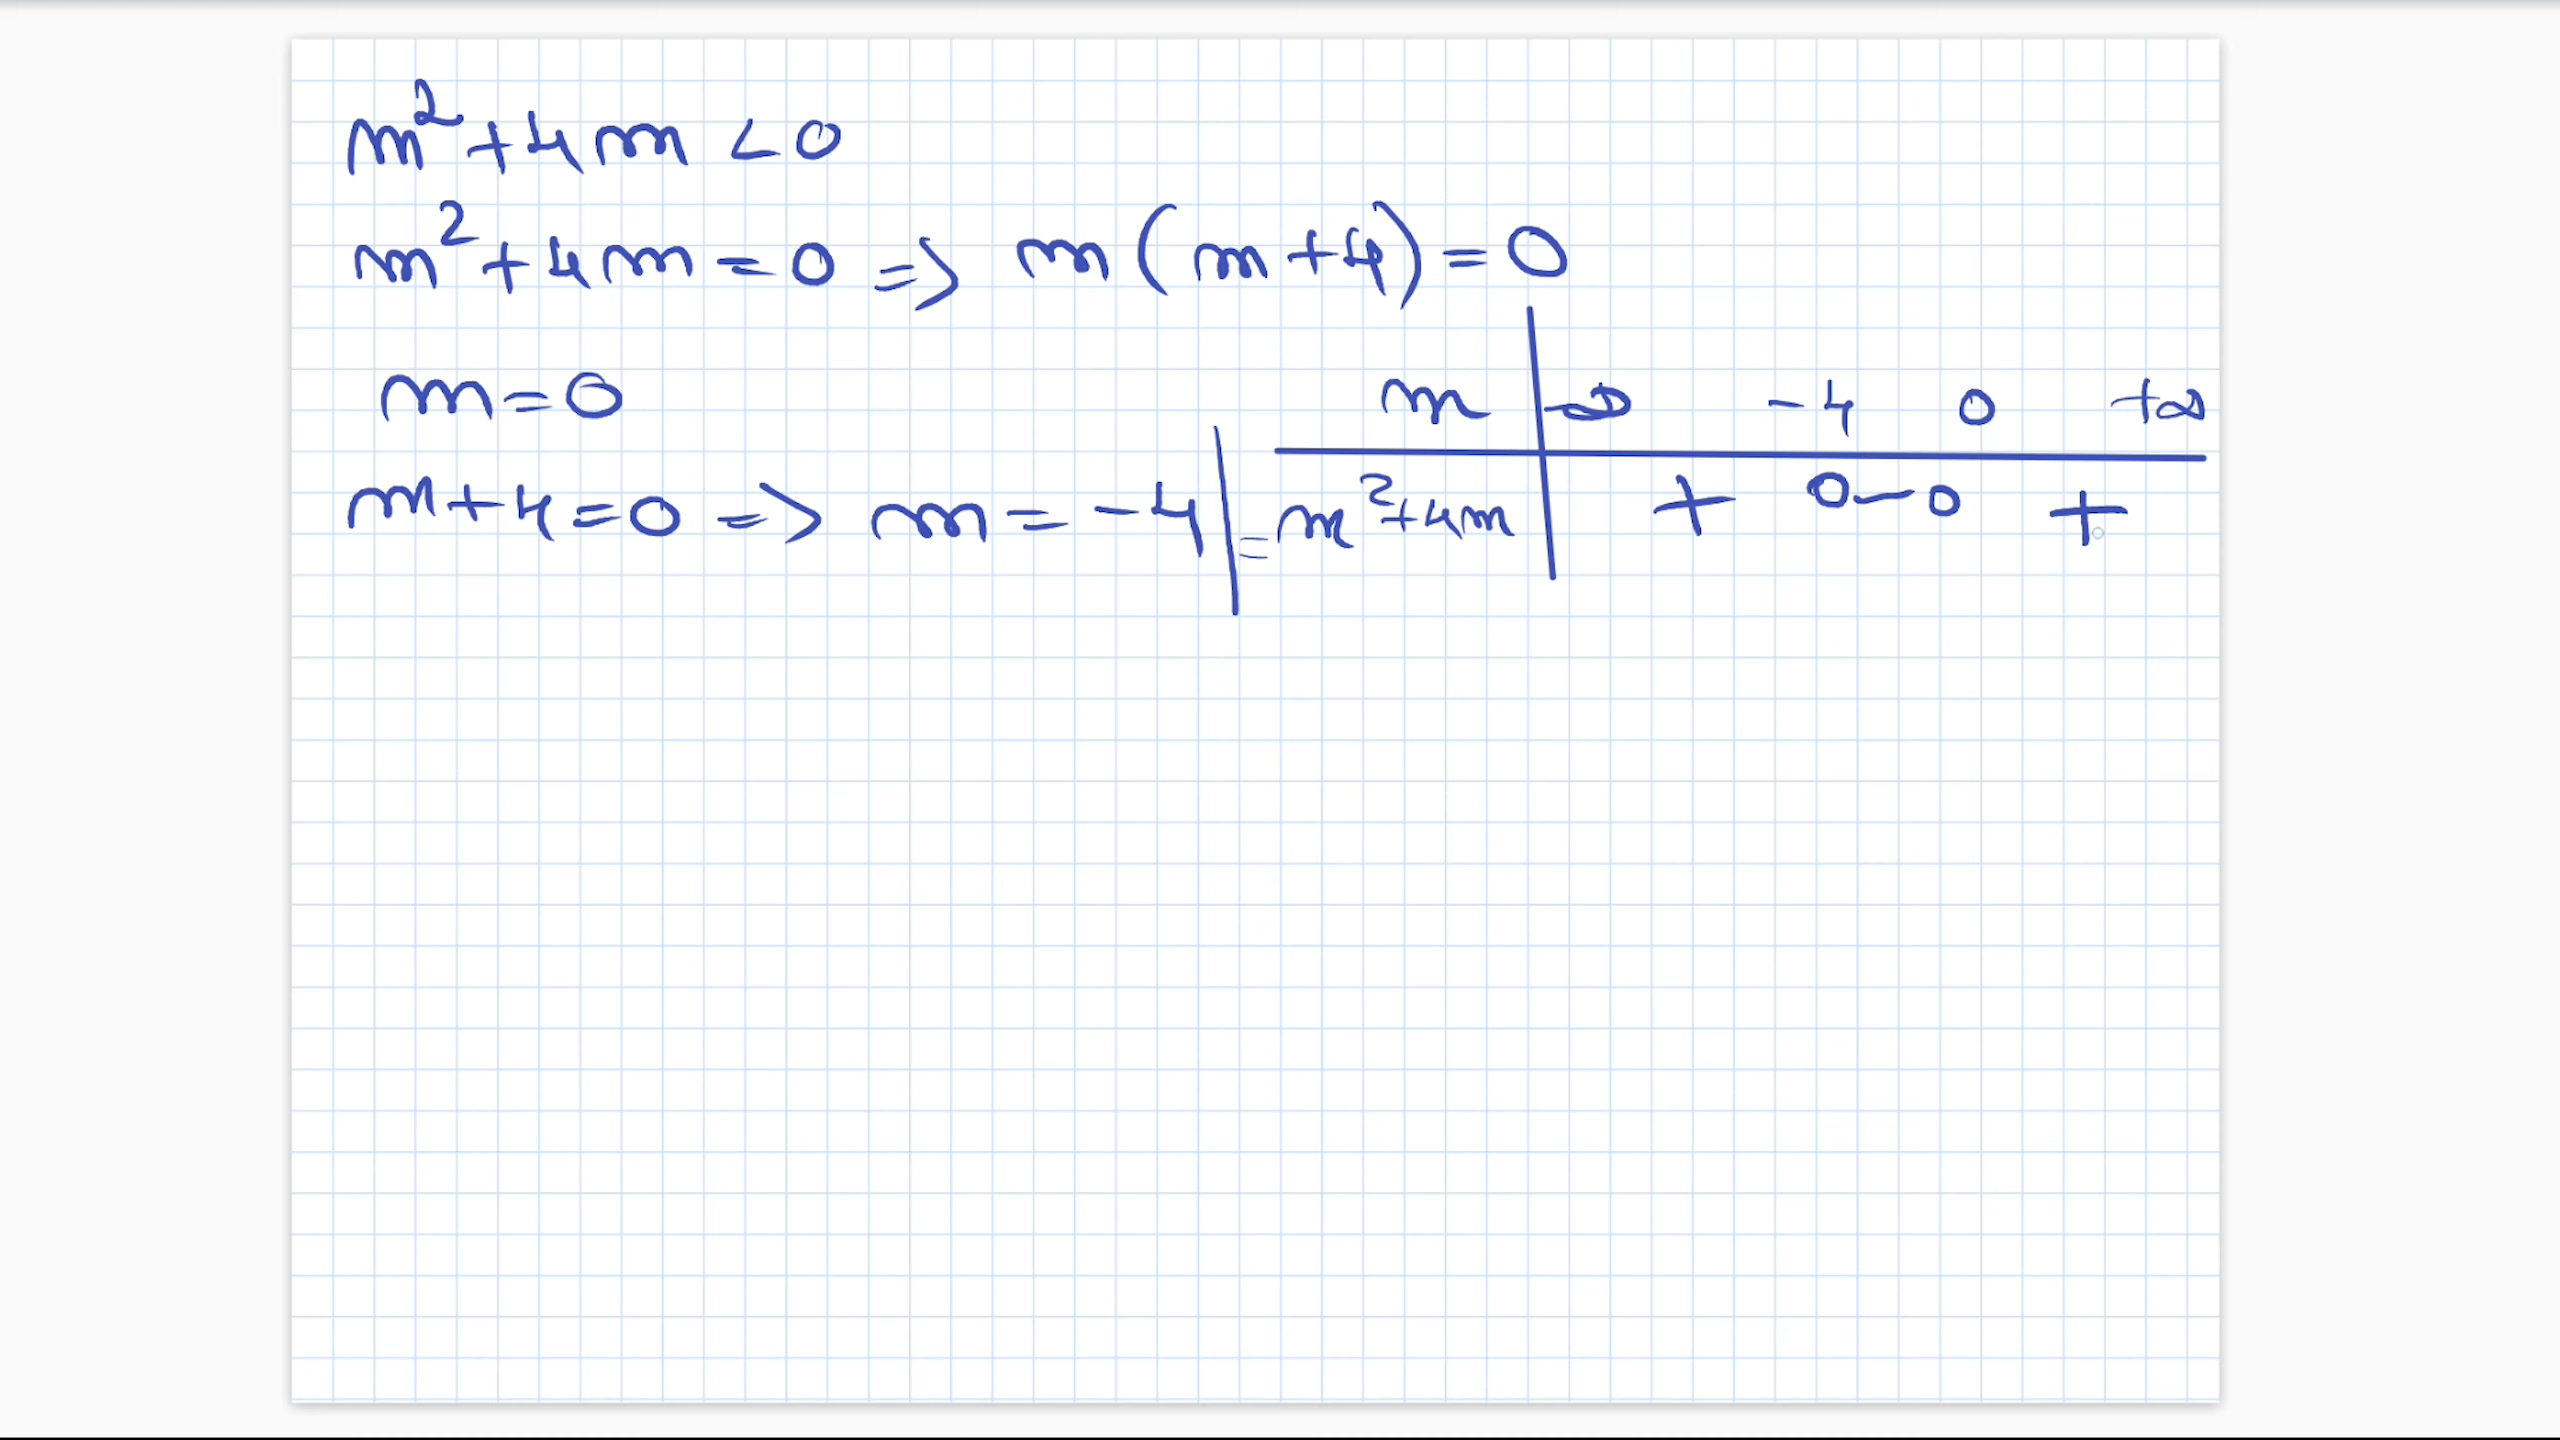 m²+4m<0
m²+4m=0 => m(m+4)=0
m=0
m+4=0 => m=-4
m | -∞ -4 0 +∞
=m²+4m | + 0 - 0 +